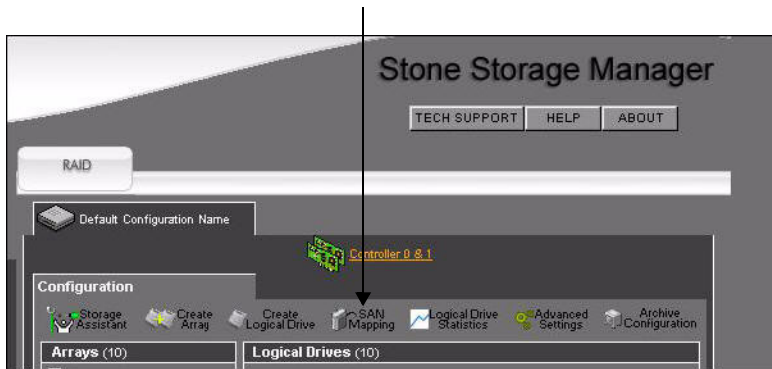 Stone Storage Manager
TECH SUPPORT HELP ABOUT
RAID
Default Configuration Name
Controller 0 & 1
Configuration
Storage Assistant
Create Array
Create Logical Drive
SAN Mapping
Logical Drive Statistics
Advanced Settings
Archive Configuration
Arrays (10)
Logical Drives (10)